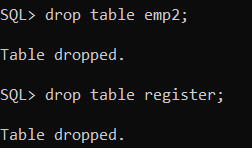 SQL> drop table emp2;
Table dropped.
SQL> drop table register;
Table dropped.